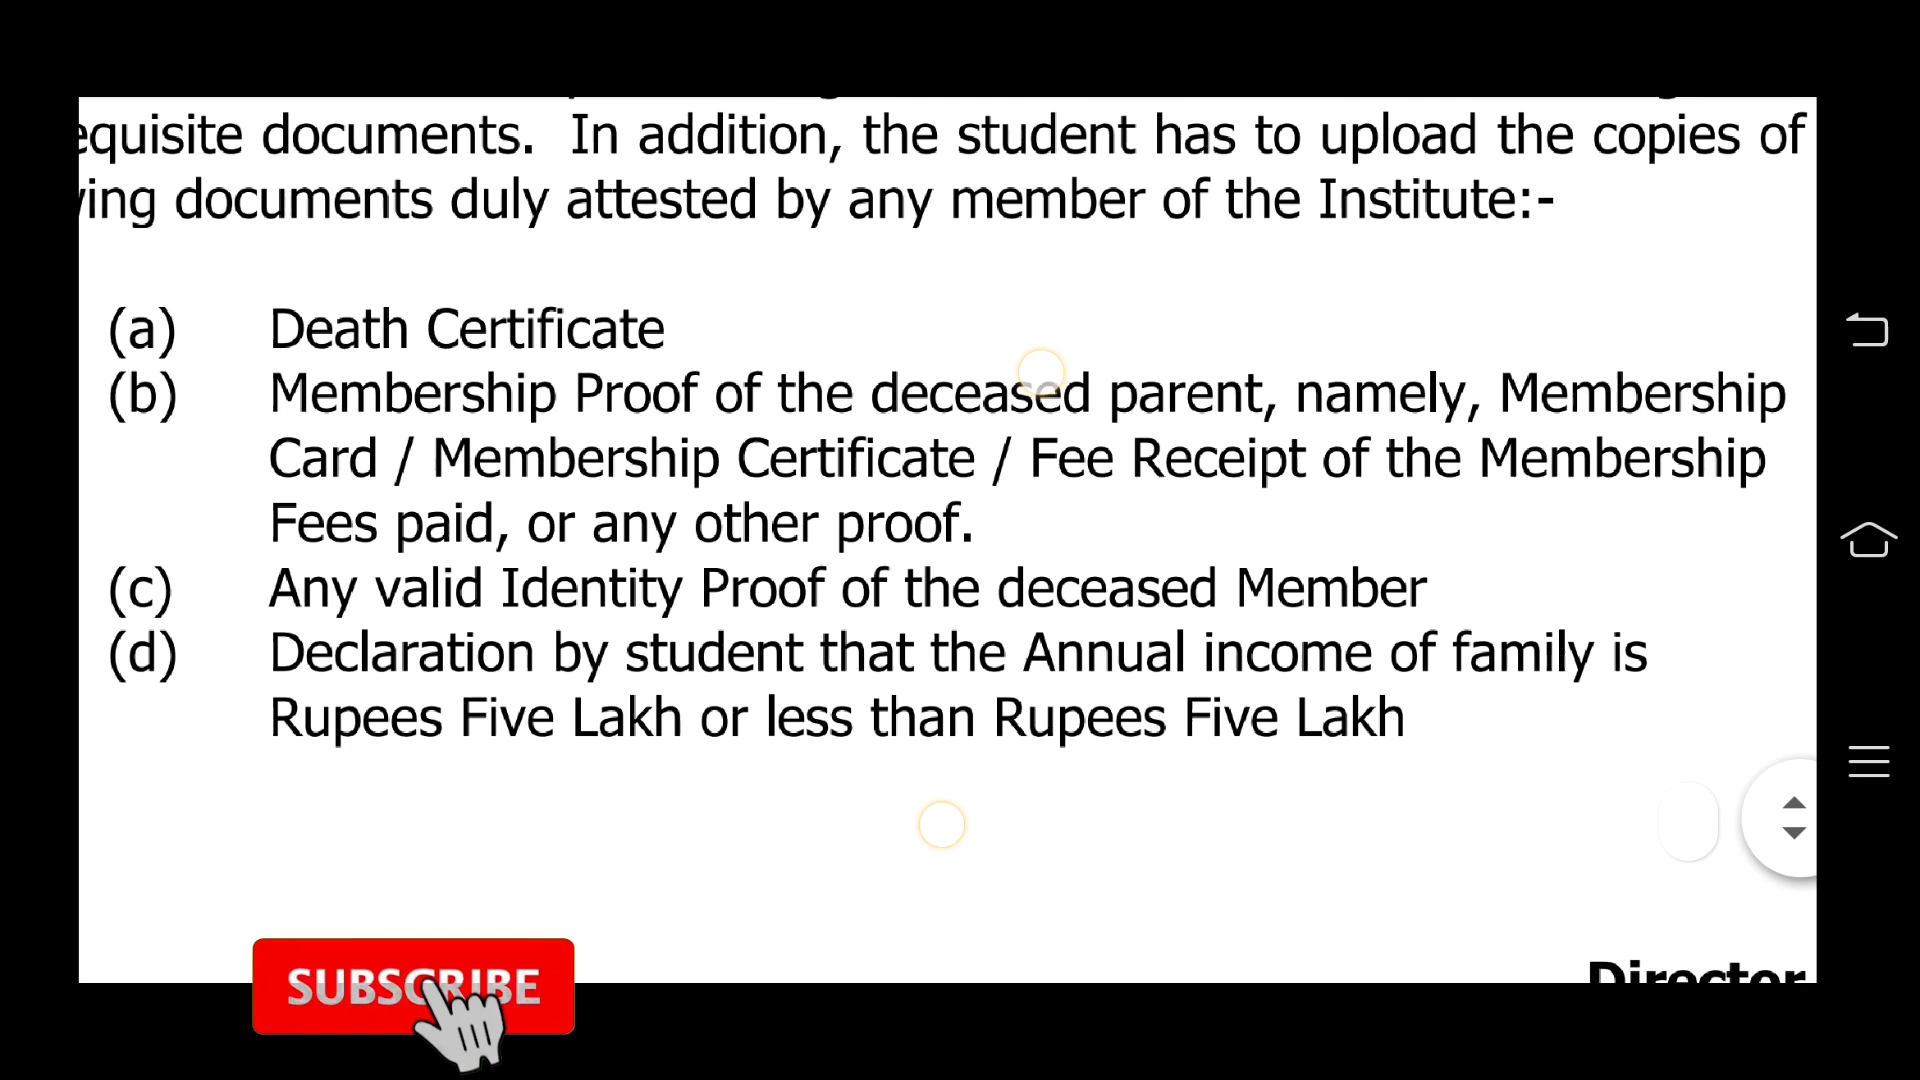 equisite documents. In addition, the student has to upload the copies of
ing documents duly attested by any member of the Institute:-
(a) Death Certificate
(b) Membership Proof of the deceased parent, namely, Membership
Card / Membership Certificate / Fee Receipt of the Membership
Fees paid, or any other proof.
(c) Any valid Identity Proof of the deceased Member
(d) Declaration by student that the Annual income of family is
Rupees Five Lakh or less than Rupees Five Lakh
Director
SUBSCRIBE